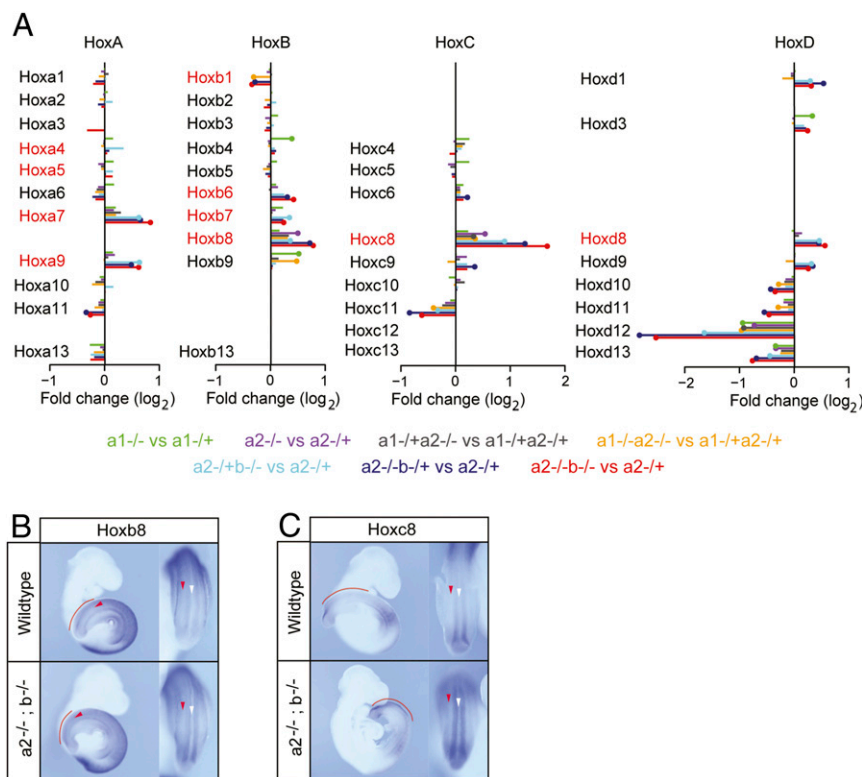 A
HoxA HoxB HoxC HoxD
Hoxa1 Hoxb1 Hoxd1
Hoxa2 Hoxb2
Hoxa3 Hoxb3 Hoxd3
Hoxa4 Hoxb4 Hoxc4
Hoxa5 Hoxb5 Hoxc5
Hoxa6 Hoxb6 Hoxc6
Hoxa7 Hoxb7
Hoxb8 Hoxc8 Hoxd8
Hoxa9 Hoxb9 Hoxc9 Hoxd9
Hoxa10 Hoxc10 Hoxd10
Hoxa11 Hoxc11 Hoxd11
Hoxc12 Hoxd12
Hoxa13 Hoxb13 Hoxc13 Hoxd13
−1 0 1 −1 0 1 −1 0 1 2 −2 −1 0 1
Fold change (log2) Fold change (log2) Fold change (log2) Fold change (log2)
a1-/- vs a1-/+ a2-/- vs a2-/+ a1-/+a2-/- vs a1-/+a2-/+ a1-/-a2-/- vs a1-/+a2-/+
a2-/+b-/- vs a2-/+ a2-/-b-/+ vs a2-/+ a2-/-b-/- vs a2-/+
B C
Hoxb8 Hoxc8
Wildtype Wildtype
a2-/- ; b-/- a2-/- ; b-/-